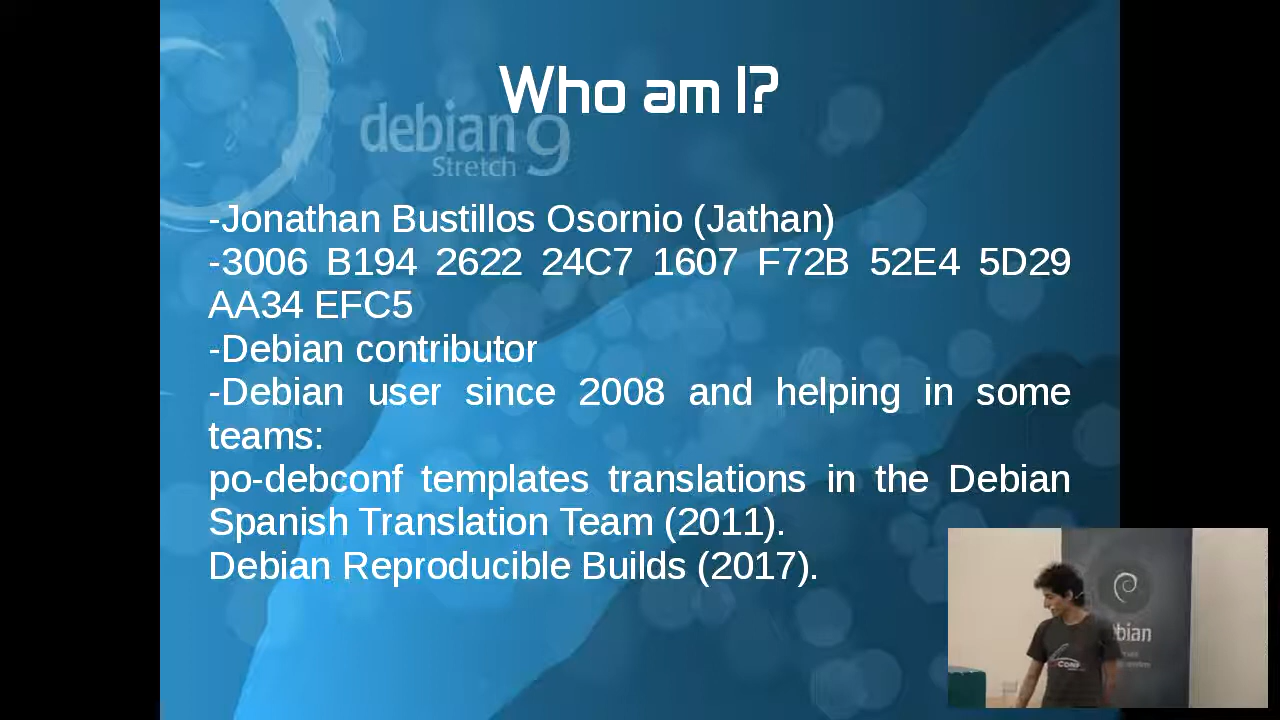 Who am I?
debian 9
Stretch
-Jonathan Bustillos Osornio (Jathan)
-3006 B194 2622 24C7 1607 F72B 52E4 5D29
AA34 EFC5
-Debian contributor
-Debian user since 2008 and helping in some
teams:
po-debconf templates translations in the Debian
Spanish Translation Team (2011).
Debian Reproducible Builds (2017).